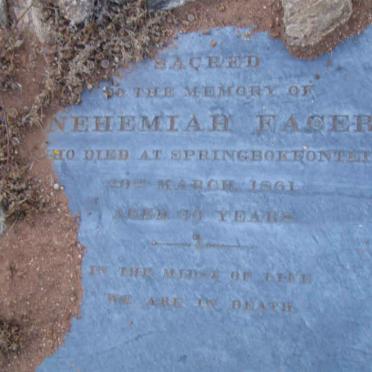 SACRED
TO THE MEMORY OF
NEHEMIAH FAGER
WHO DIED AT SPRINGBOKFONTEI
MARCH 1861
AGED YEARS
IN THE MIDST OF LIFE
WE ARE IN DEATH